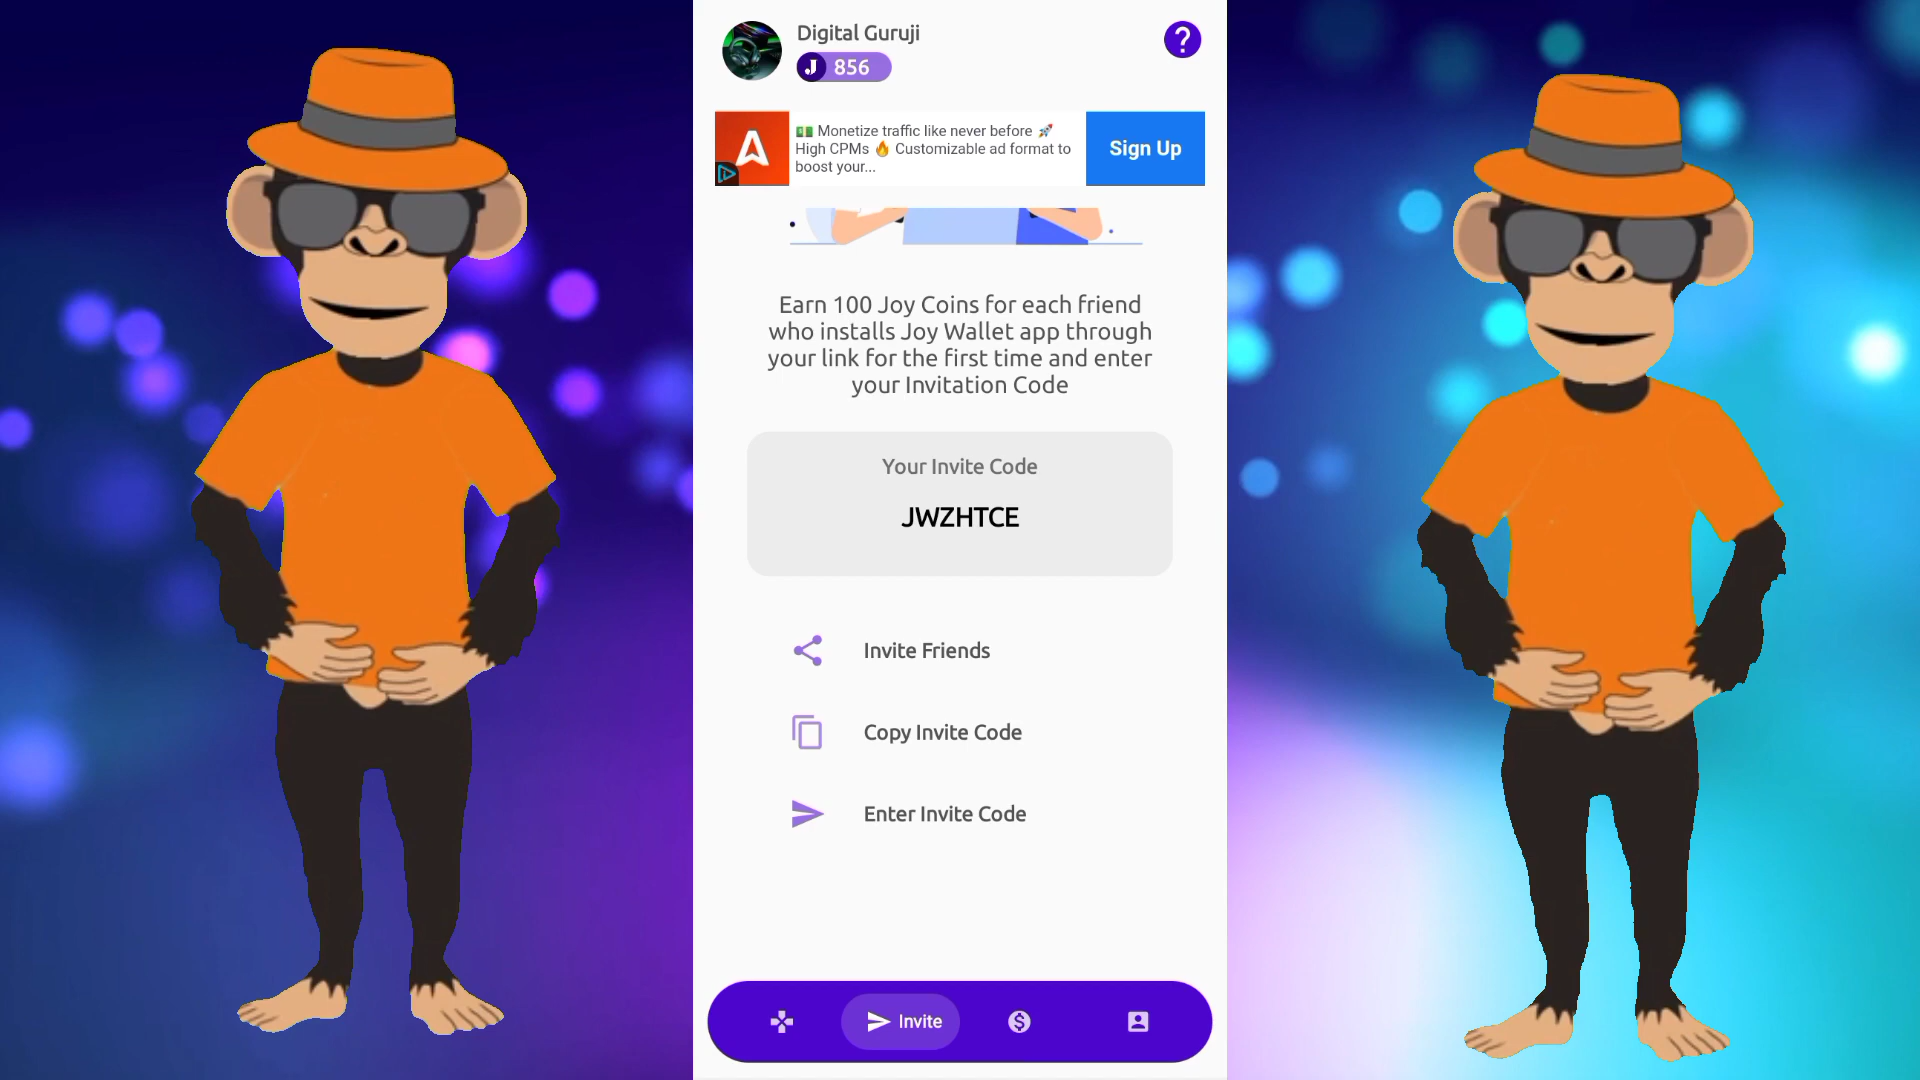 Digital Guruji
J 856
?
💵 Monetize traffic like never before 🚀
High CPMs 🔥 Customizable ad format to
boost your...
Sign Up
Earn 100 Joy Coins for each friend
who installs Joy Wallet app through
your link for the first time and enter
your Invitation Code
Your Invite Code
JWZHTCE
Invite Friends
Copy Invite Code
Enter Invite Code
Invite